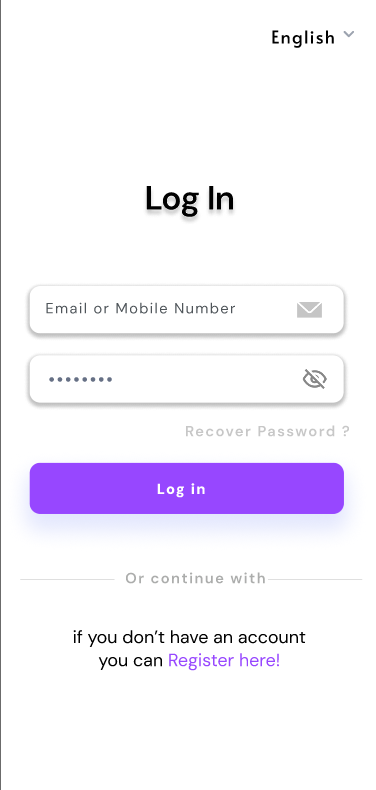 English
Log In
Email or Mobile Number
••••••••
Recover Password ?
Log in
Or continue with
if you don’t have an account
you can Register here!